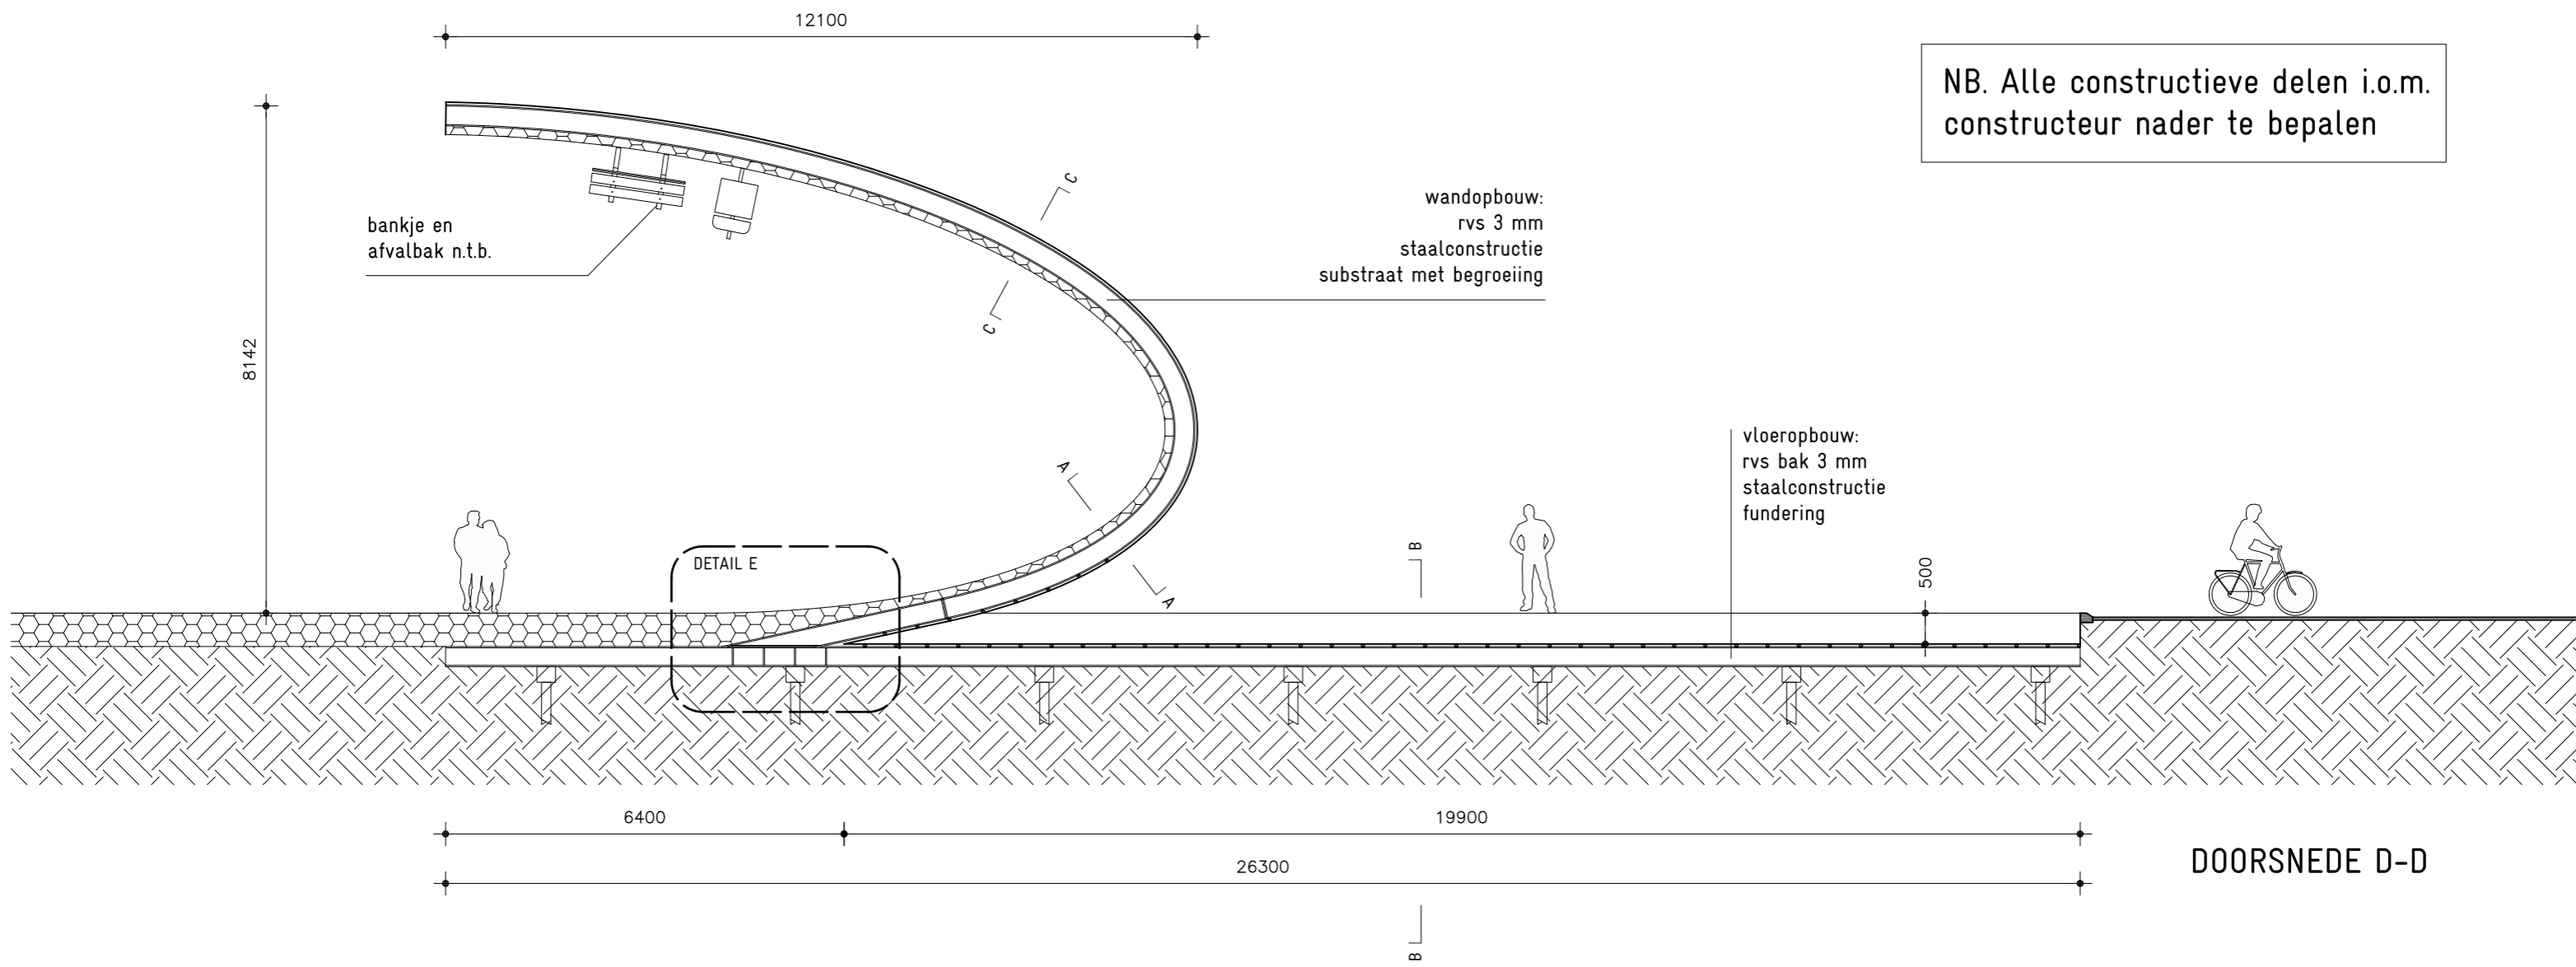 12100
NB. Alle constructieve delen i.o.m.
constructeur nader te bepalen
C
wandopbouw:
rvs 3 mm
staalconstructie
substraat met begroeiing
bankje en
afvalbak n.t.b.
C
8142
vloeropbouw:
rvs bak 3 mm
staalconstructie
fundering
A
B
DETAIL E
500
A
6400
19900
26300
DOORSNEDE D-D
B